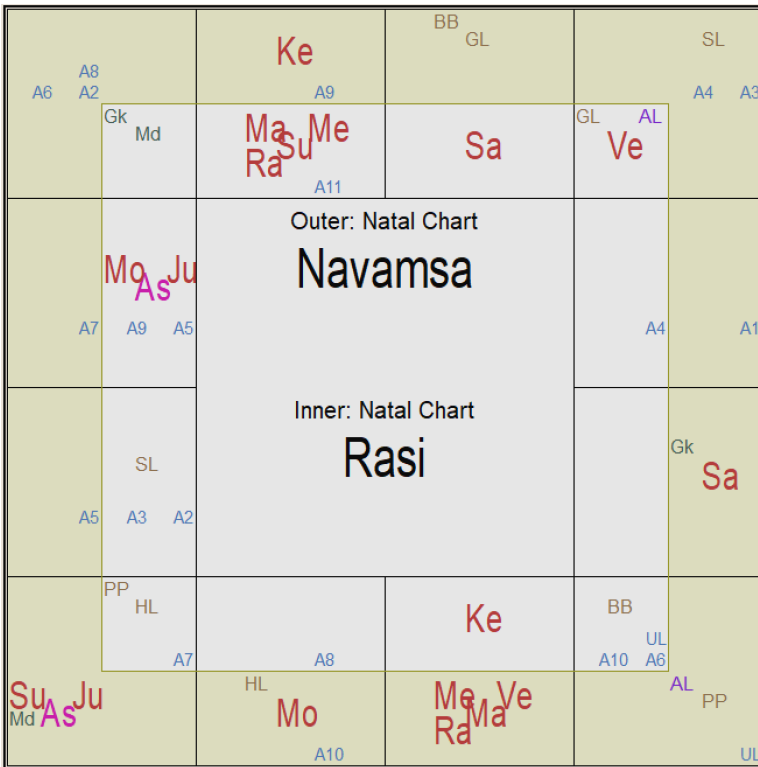 BB
Ke GL SL
A8
A6 A2 A9 A4 A3
Gk Ma Me GL AL
Md Su Sa Ve
Ra
A11
Outer: Natal Chart
Navamsa
Mo Ju
As
A7 A9 A5 A4 A1
Inner: Natal Chart
Rasi
Gk
SL Sa
A5 A3 A2
PP
HL Ke BB
UL
A7 A8 A10 A6
Su Ju HL Me Ve AL
Md As Mo Ma PP
Ra
A10 UL